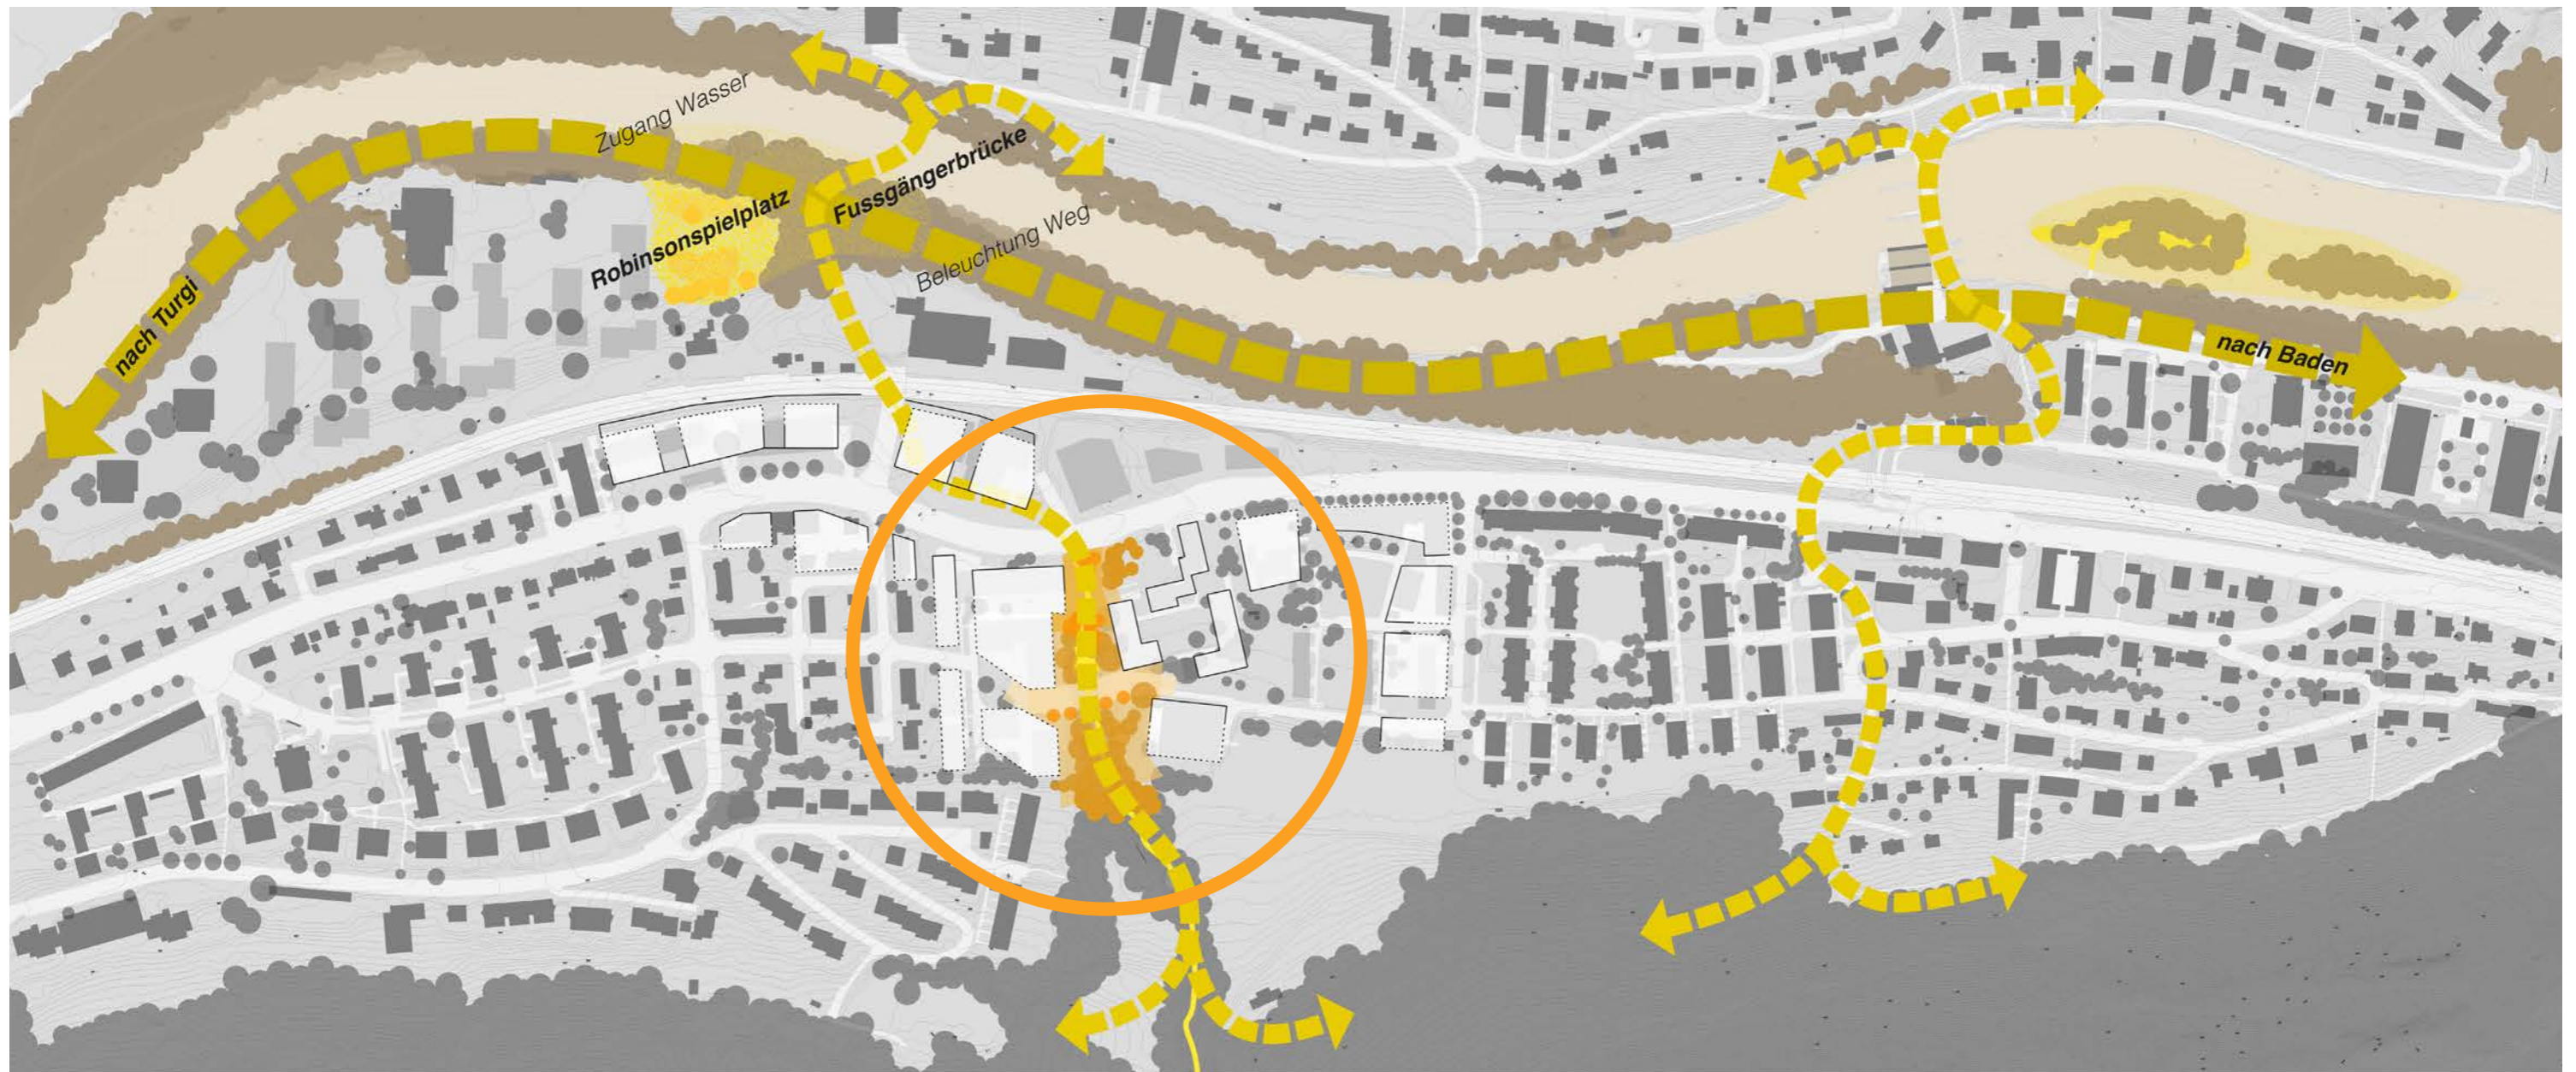 Zugang Wasser
Fussgängerbrücke
Robinsonspielplatz
Beleuchtung Weg
nach Turgi
nach Baden